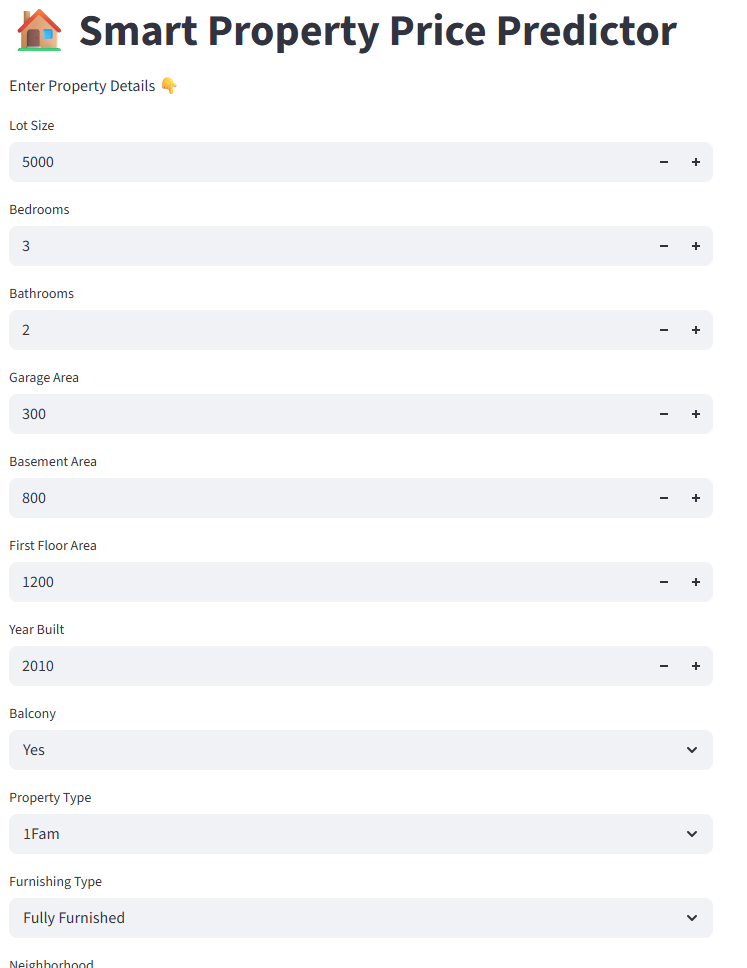 Smart Property Price Predictor
Enter Property Details 👇
Lot Size
5000
Bedrooms
3
Bathrooms
2
Garage Area
300
Basement Area
800
First Floor Area
1200
Year Built
2010
Balcony
Yes
Property Type
1Fam
Furnishing Type
Fully Furnished
Neighborhood